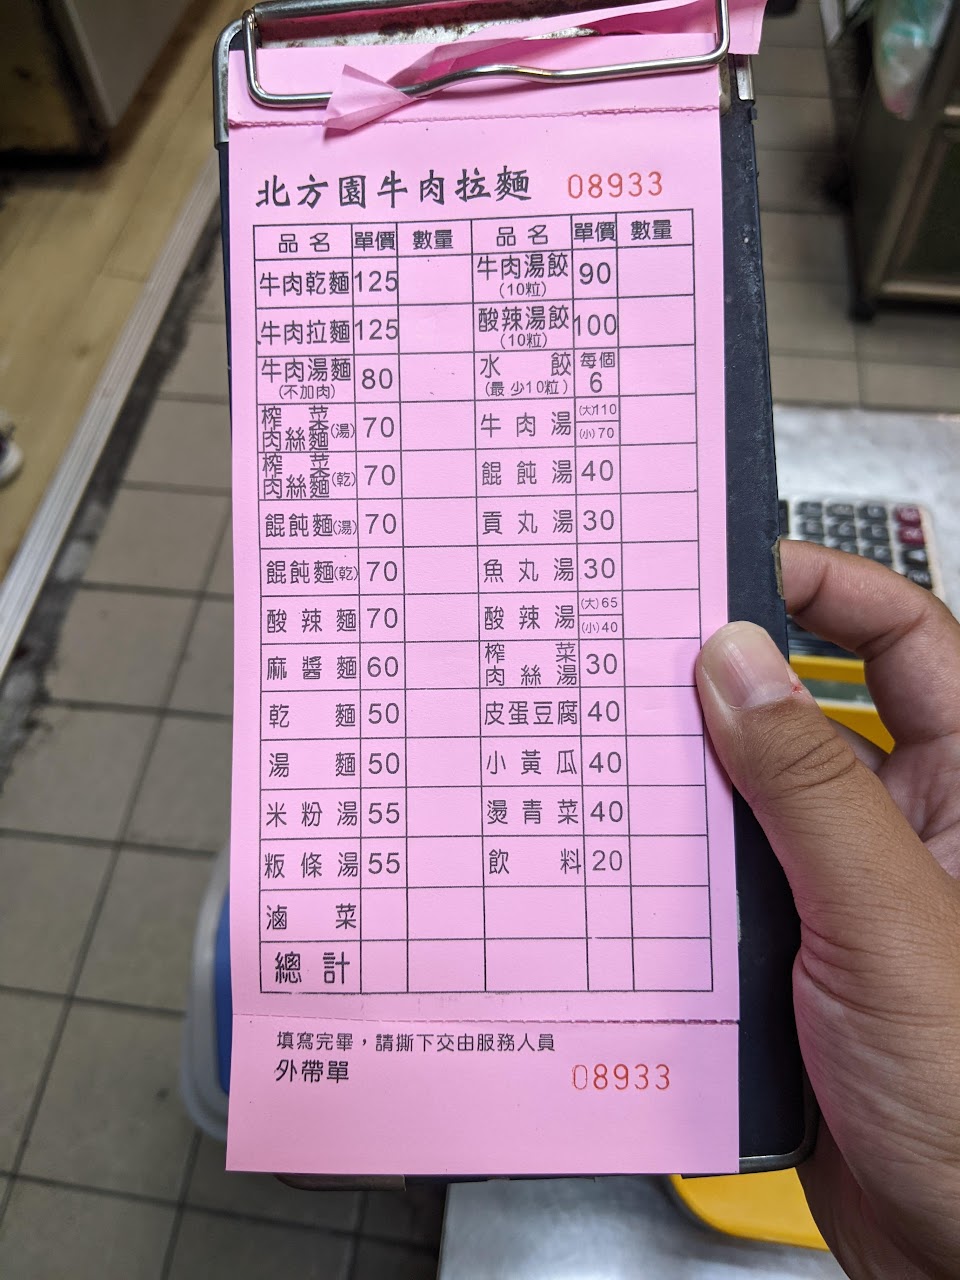 北方園牛肉拉麵 08933
品名 單價 數量 品名 單價 數量
牛肉乾麵 125 牛肉湯餃(10粒) 90
牛肉拉麵 125 酸辣湯餃(10粒) 100
牛肉湯麵(不加肉) 80 水餃(最少10粒) 每個6
榨菜肉絲麵(湯) 70 牛肉湯 (大)110 (小)70
榨菜肉絲麵(乾) 70 餛飩湯 40
餛飩麵(湯) 70 貢丸湯 30
餛飩麵(乾) 70 魚丸湯 30
酸辣麵 70 酸辣湯 (大)65 (小)40
麻醬麵 60 榨菜肉絲湯 30
乾麵 50 皮蛋豆腐 40
湯麵 50 小黃瓜 40
米粉湯 55 燙青菜 40
粄條湯 55 飲料 20
滷菜
總計
填寫完畢，請撕下交由服務人員
外帶單 08933